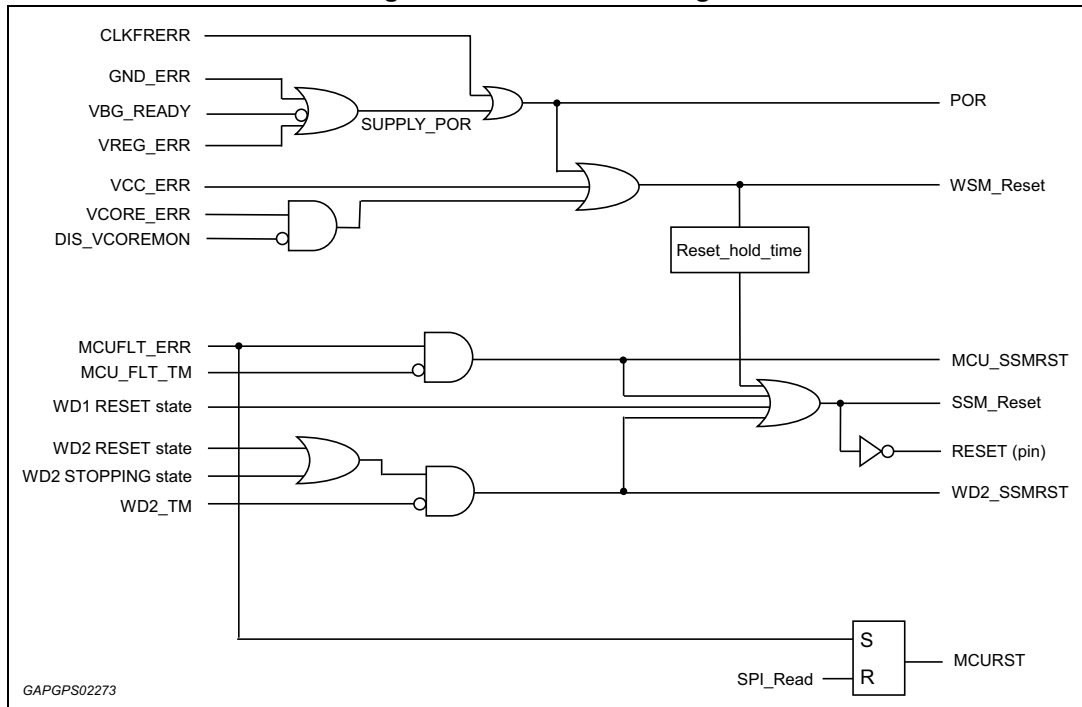 CLKFRERR
GND_ERR
VBG_READY
VREG_ERR
SUPPLY_POR
POR
VCC_ERR
VCORE_ERR
DIS_VCOREMON
WSM_Reset
Reset_hold_time
MCUFLT_ERR
MCU_FLT_TM
MCU_SSMRST
WD1 RESET state
SSM_Reset
WD2 RESET state
RESET (pin)
WD2 STOPPING state
WD2_TM
WD2_SSMRST
S
R
SPI_Read
MCURST
GAPGPS02273